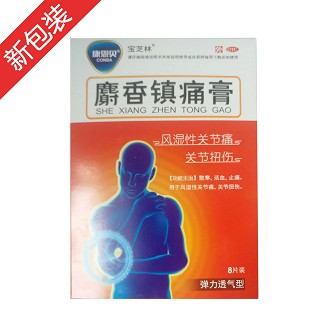 新包装
康恩贝
CONBA
宝芝林
OTC
麝香镇痛膏
SHE XIANG ZHEN TONG GAO
风湿性关节痛
关节扭伤
【功能主治】散寒，活血，止痛。
用于风湿性关节痛，关节扭伤。
8片装
弹力透气型